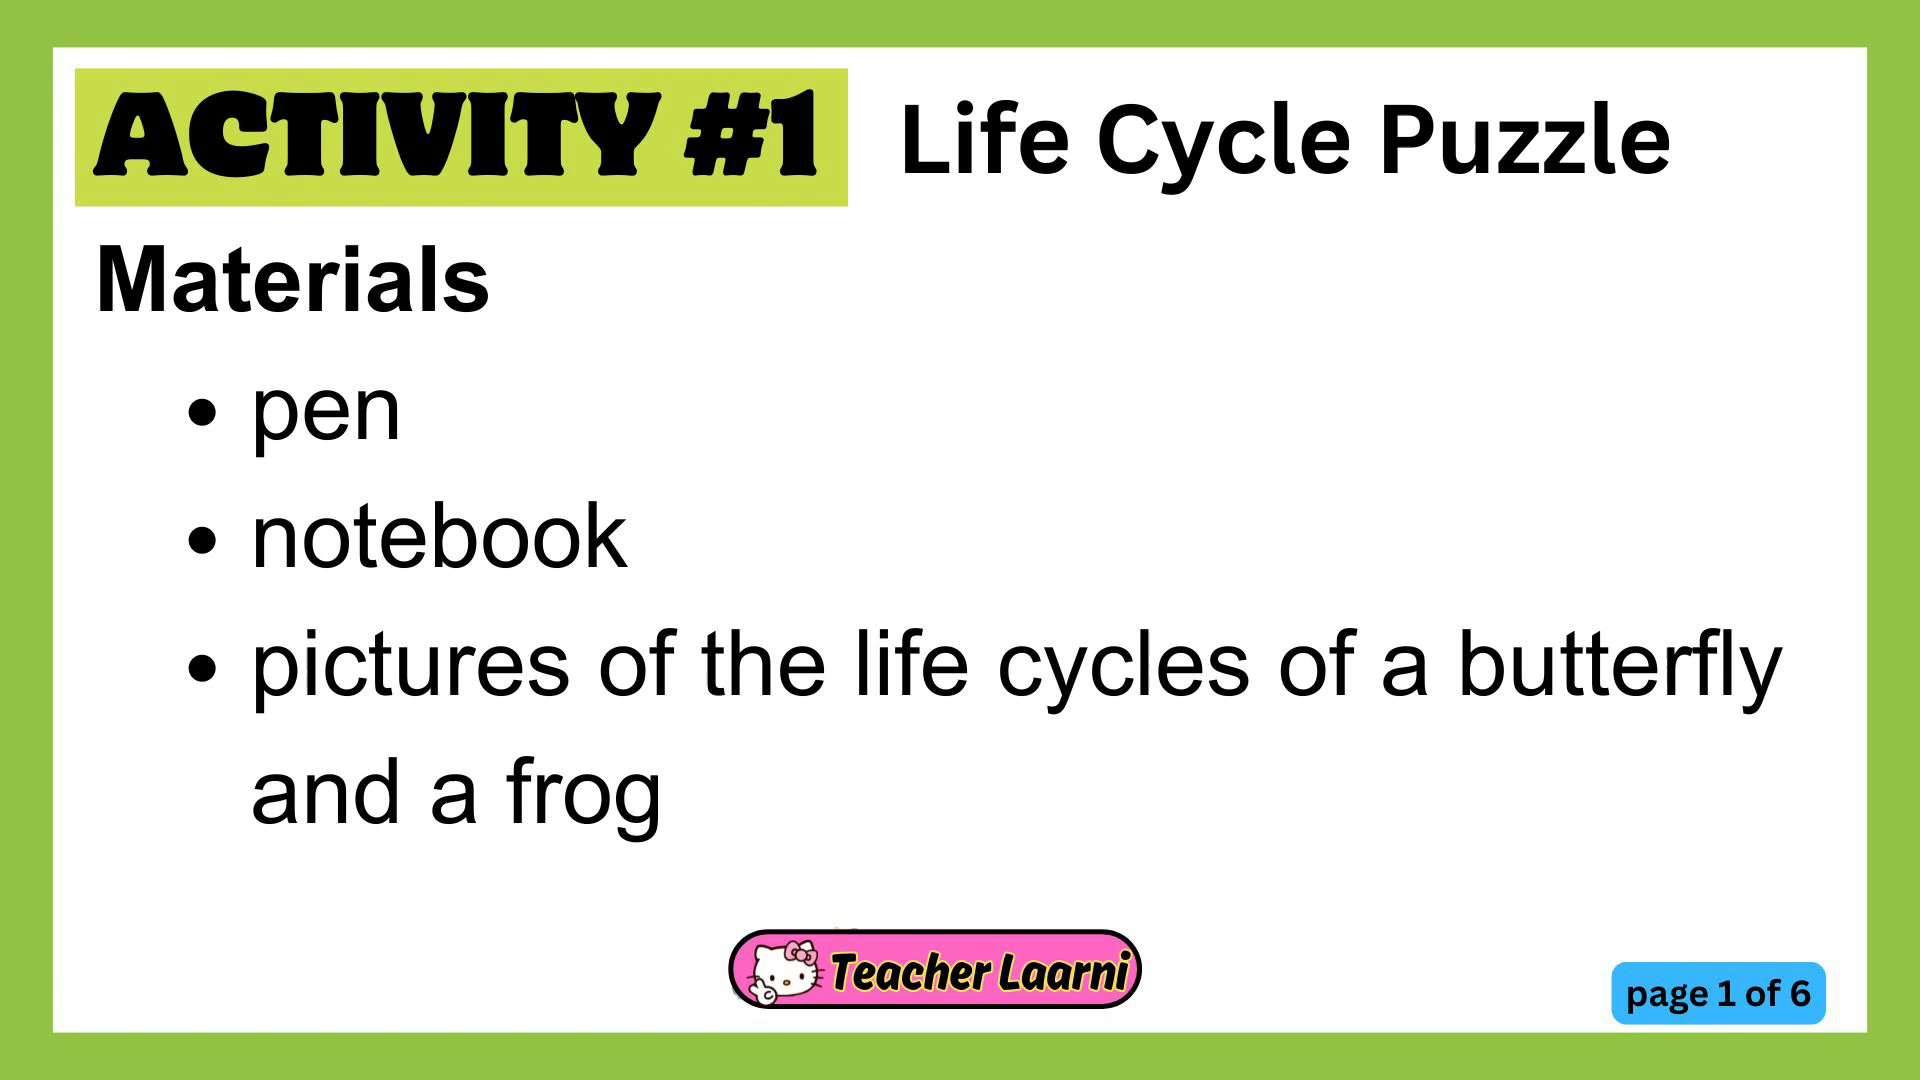 ACTIVITY #1 Life Cycle Puzzle
Materials
• pen
• notebook
• pictures of the life cycles of a butterfly
and a frog
Teacher Laarni
page 1 of 6